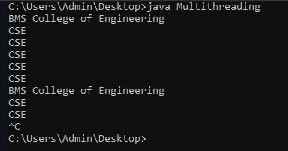 C:\Users\Admin\Desktop>java Multithreading
BMS College of Engineering
CSE
CSE
CSE
CSE
CSE
BMS College of Engineering
CSE
CSE
^C
C:\Users\Admin\Desktop>